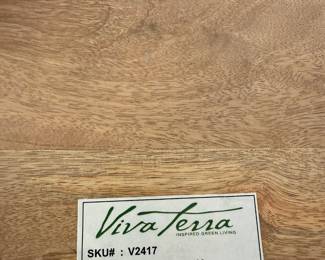 Viva Terra
INSPIRED GREEN LIVING
SKU# : V2417